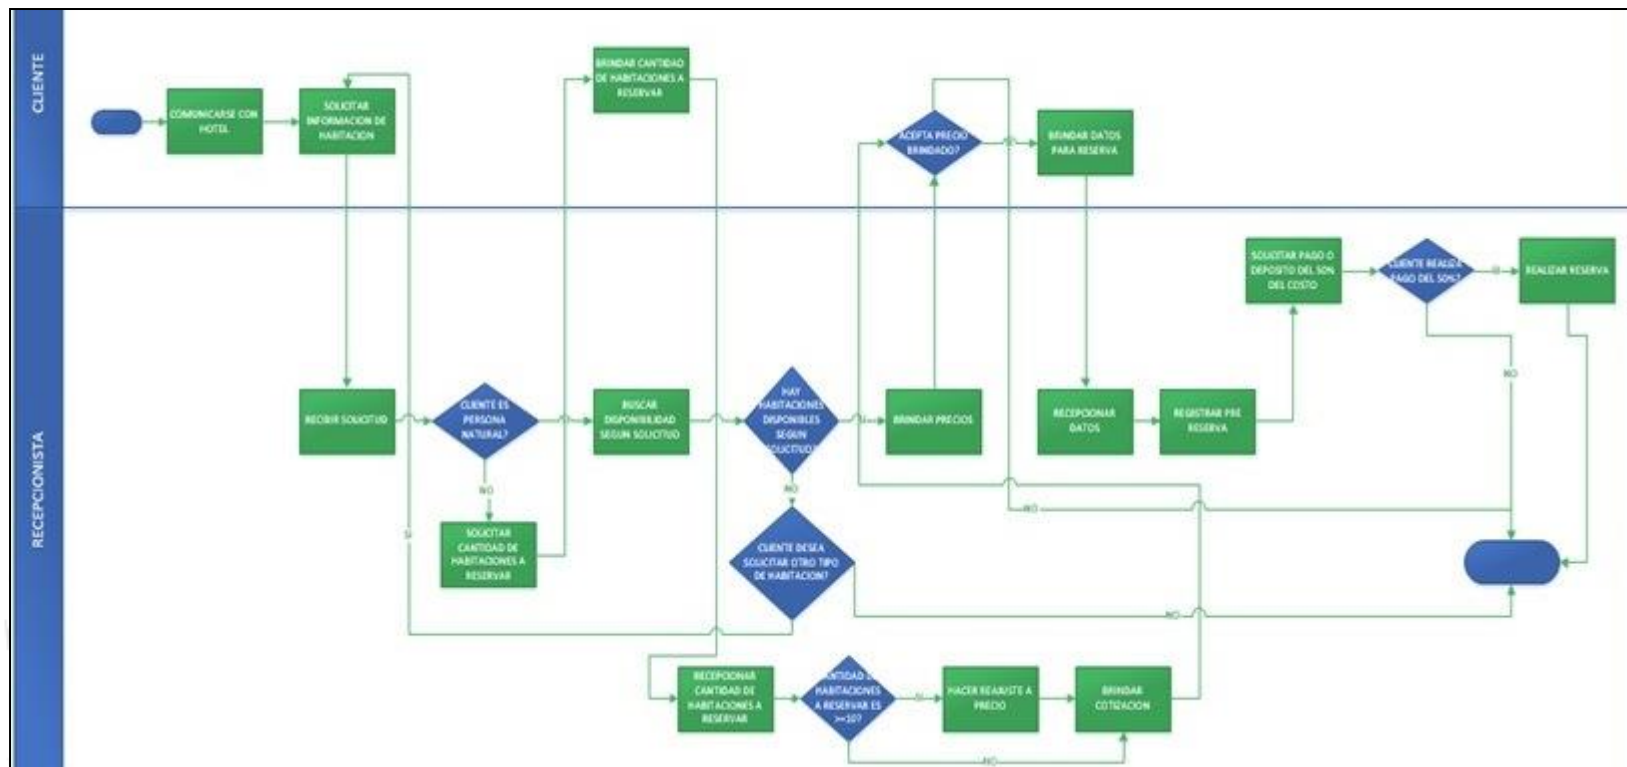 CLIENTE
COMUNICARSE CON
HOTEL
SOLICITAR
INFORMACION DE
HABITACION
BRINDAR CANTIDAD
DE HABITACIONES A
RESERVAR
ACEPTA PRECIO
BRINDADO?
BRINDAR DATOS
PARA RESERVA
RECEPCIONISTA
SOLICITAR PAGO O
DEPOSITO DEL 50%
DEL COSTO
CLIENTE REALIZA
PAGO DEL 50%?
SI
REALIZAR RESERVA
NO
RECIBIR SOLICITUD
CLIENTE ES
PERSONA
NATURAL?
BUSCAR
DISPONIBILIDAD
SEGUN SOLICITUD
HAY
HABITACIONES
DISPONIBLES
SEGUN
SOLICITUD?
SI
BRINDAR PRECIOS
RECEPCIONAR
DATOS
REGISTRAR PRE
RESERVA
NO
NO
NO
SOLICITAR
CANTIDAD DE
HABITACIONES A
RESERVAR
SI
CLIENTE DESEA
SOLICITAR OTRO TIPO
DE HABITACION?
NO
RECEPCIONAR
CANTIDAD DE
HABITACIONES A
RESERVAR
CANTIDAD DE
HABITACIONES
A RESERVAR ES
>=10?
SI
HACER REAJUSTE A
PRECIO
BRINDAR
COTIZACION
NO